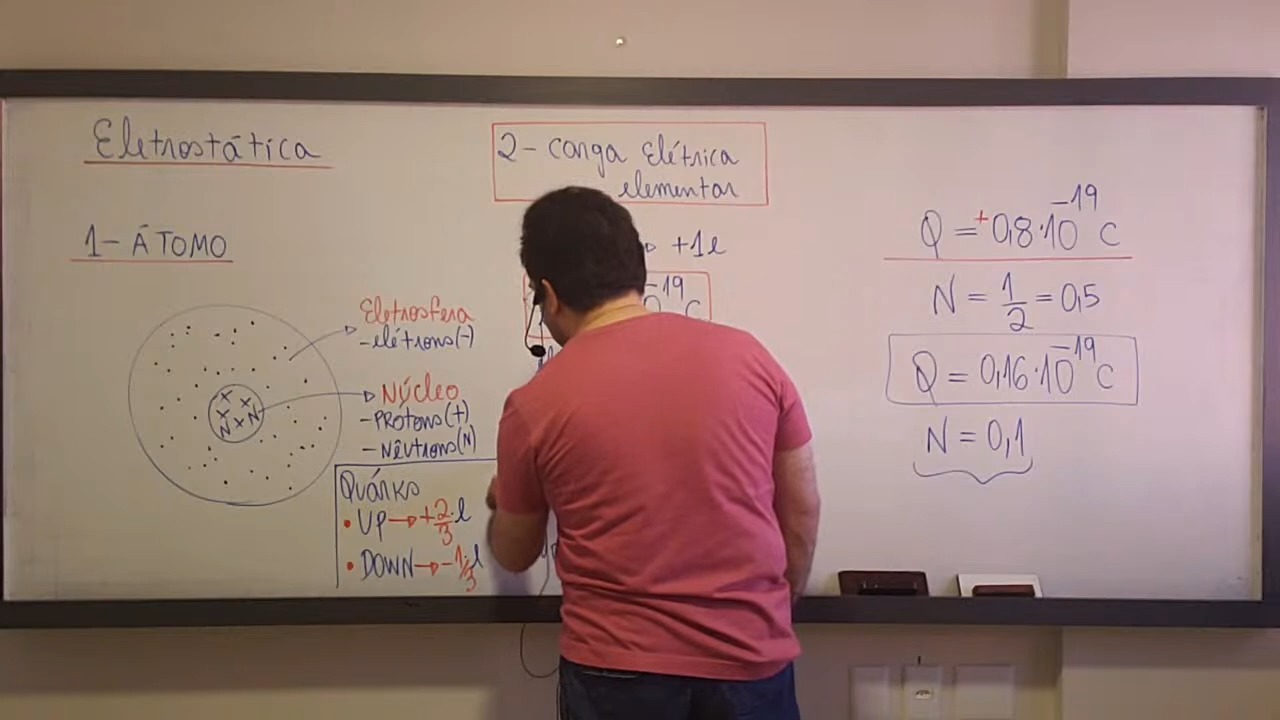 Eletrostática
1- ÁTOMO
Eletrosfera
- elétrons (-)
Núcleo
- PRÓTONS (+)
- NÊUTRONS (N)
Quárks
• UP → +2/3·e
• DOWN → -1/3·e
2- carga Elétrica
elementar
+1e
-19
C
Q = +0,8·10^-19 C
N = 1/2 = 0,5
Q = 0,16·10^-19 C
N = 0,1